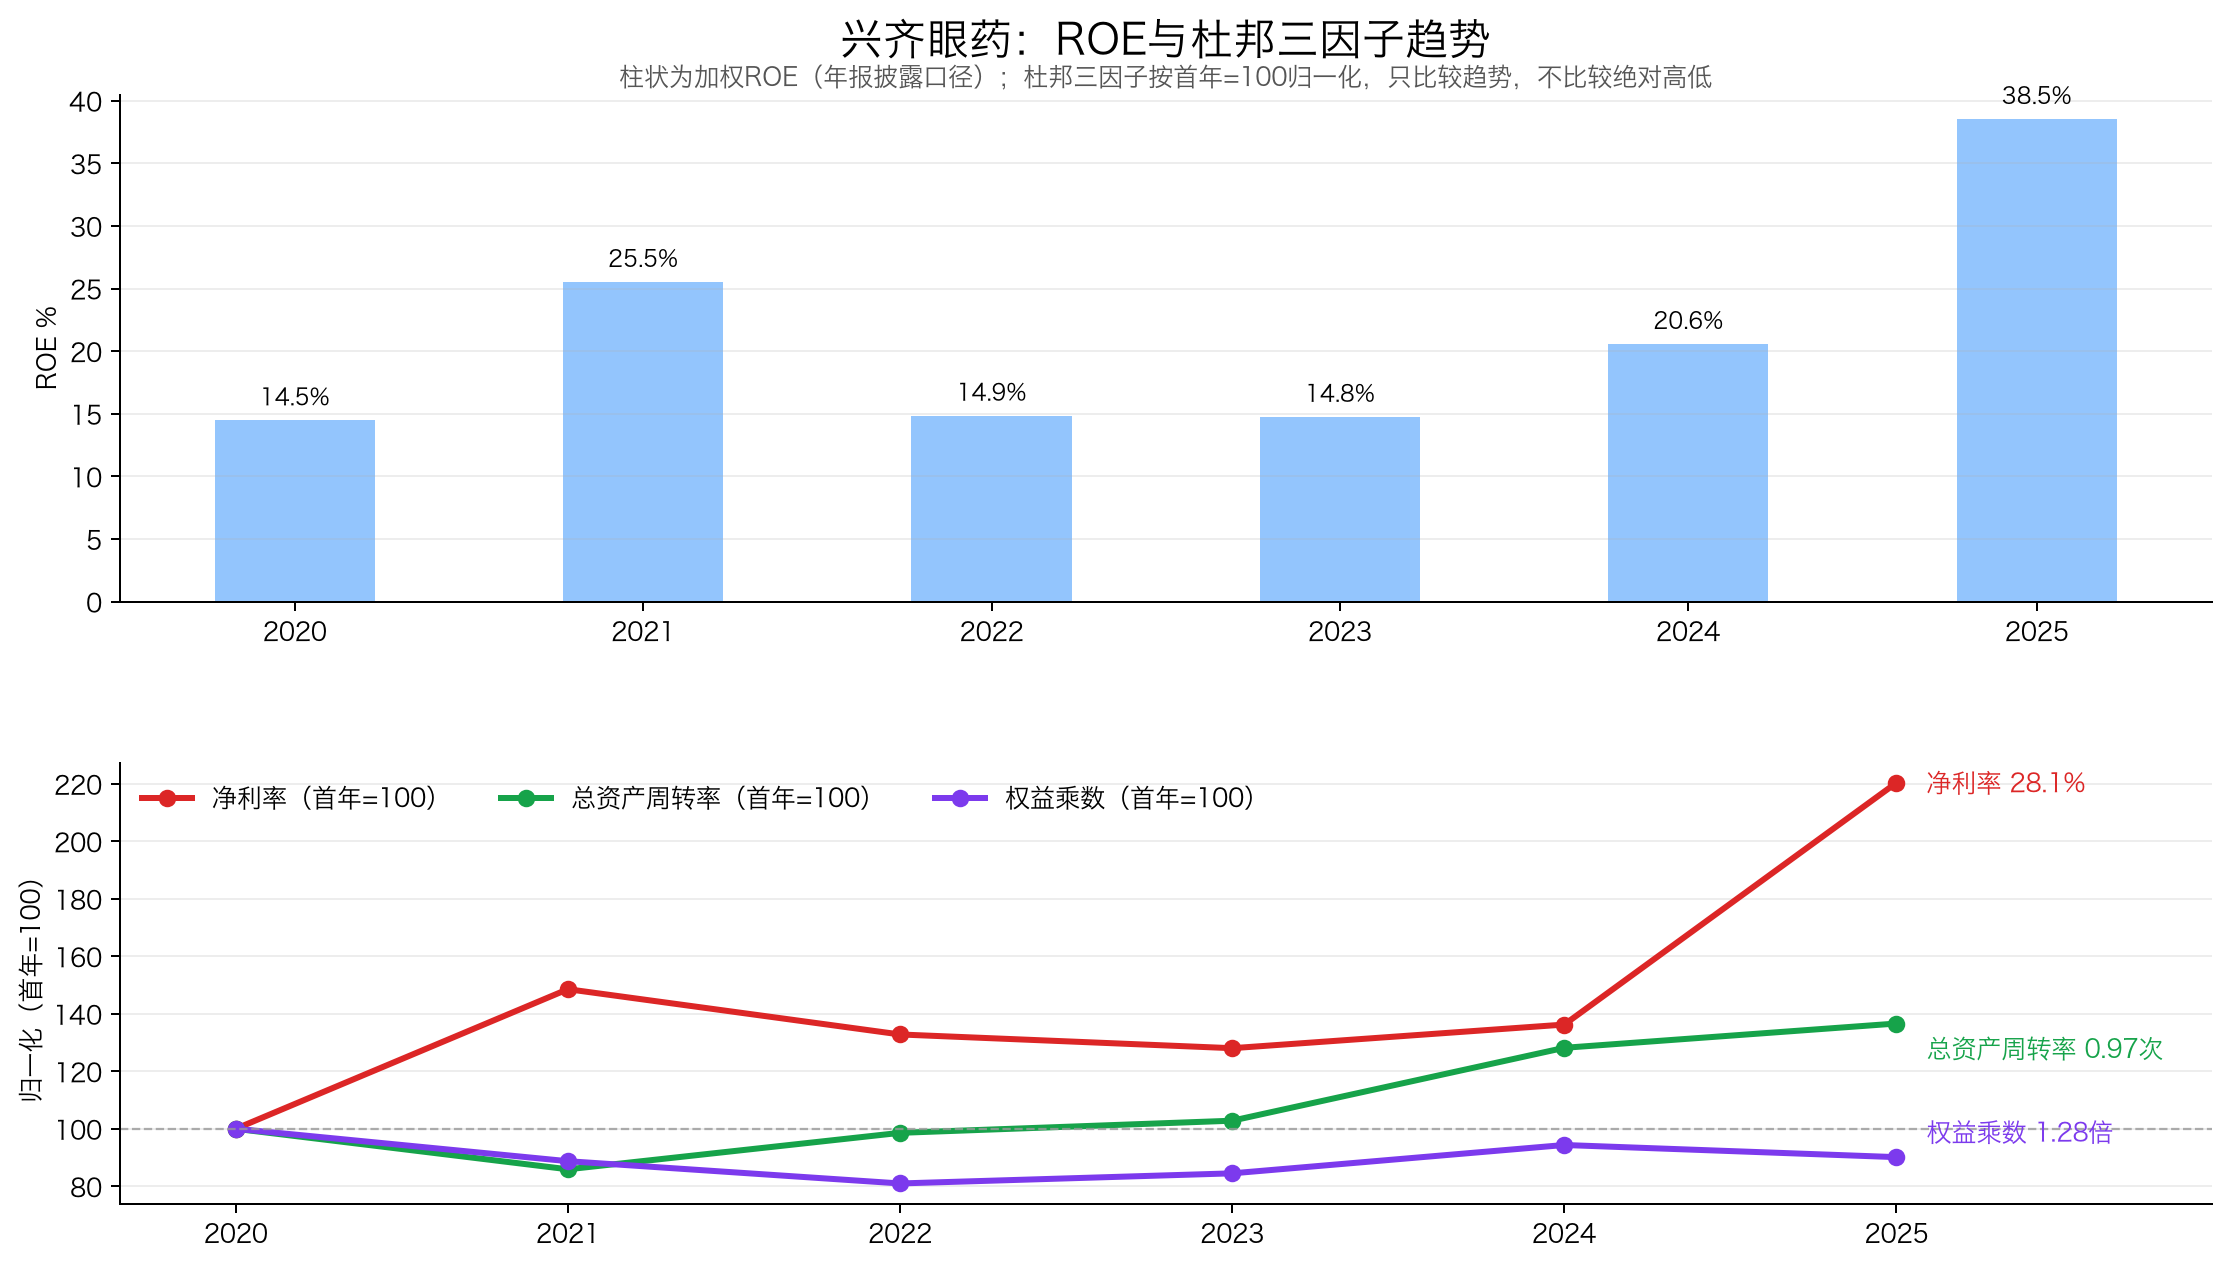 兴齐眼药：ROE与杜邦三因子趋势
柱状为加权ROE（年报披露口径）；杜邦三因子按首年=100归一化，只比较趋势，不比较绝对高低
ROE %
40
35
30
25
20
15
10
5
0
14.5%
25.5%
14.9%
14.8%
20.6%
38.5%
2020 2021 2022 2023 2024 2025
归一化（首年=100）
220
200
180
160
140
120
100
80
净利率（首年=100） 总资产周转率（首年=100） 权益乘数（首年=100）
净利率 28.1%
总资产周转率 0.97次
权益乘数 1.28倍
2020 2021 2022 2023 2024 2025